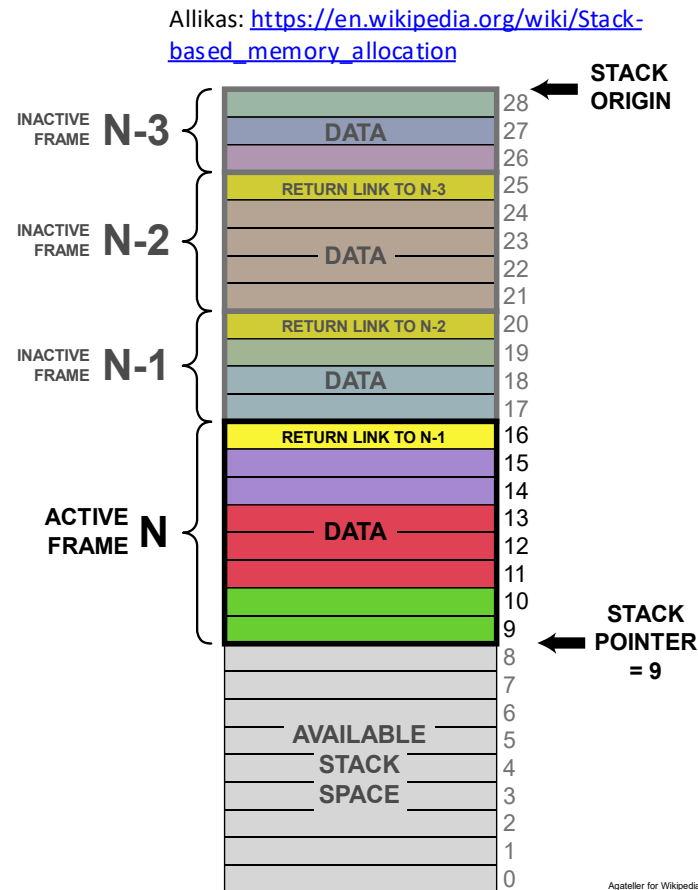 Allikas: https://en.wikipedia.org/wiki/Stack-
based_memory_allocation
STACK
ORIGIN
INACTIVE
FRAME N-3
DATA
28
27
26
INACTIVE
FRAME N-2
RETURN LINK TO N-3
DATA
25
24
23
22
21
INACTIVE
FRAME N-1
RETURN LINK TO N-2
DATA
20
19
18
17
ACTIVE
FRAME N
RETURN LINK TO N-1
DATA
16
15
14
13
12
11
10
9
STACK
POINTER
= 9
AVAILABLE
STACK
SPACE
8
7
6
5
4
3
2
1
0
Agateller for Wikipedia